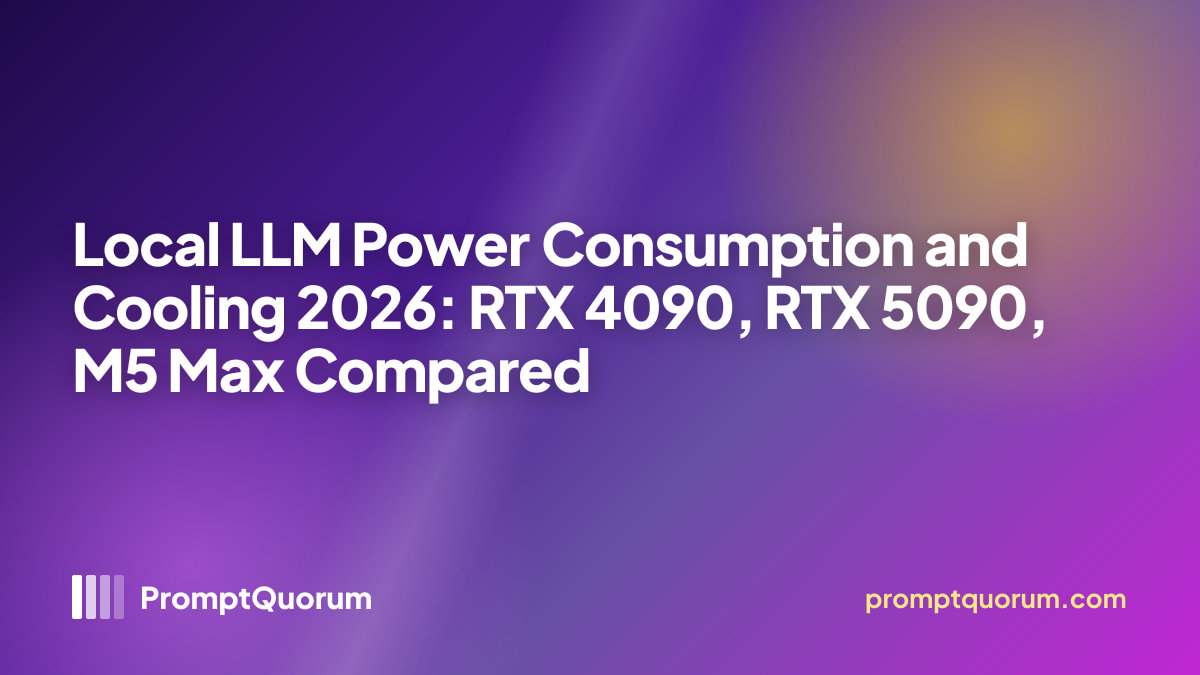 Local LLM Power Consumption and
Cooling 2026: RTX 4090, RTX 5090,
M5 Max Compared
PromptQuorum
promptquorum.com